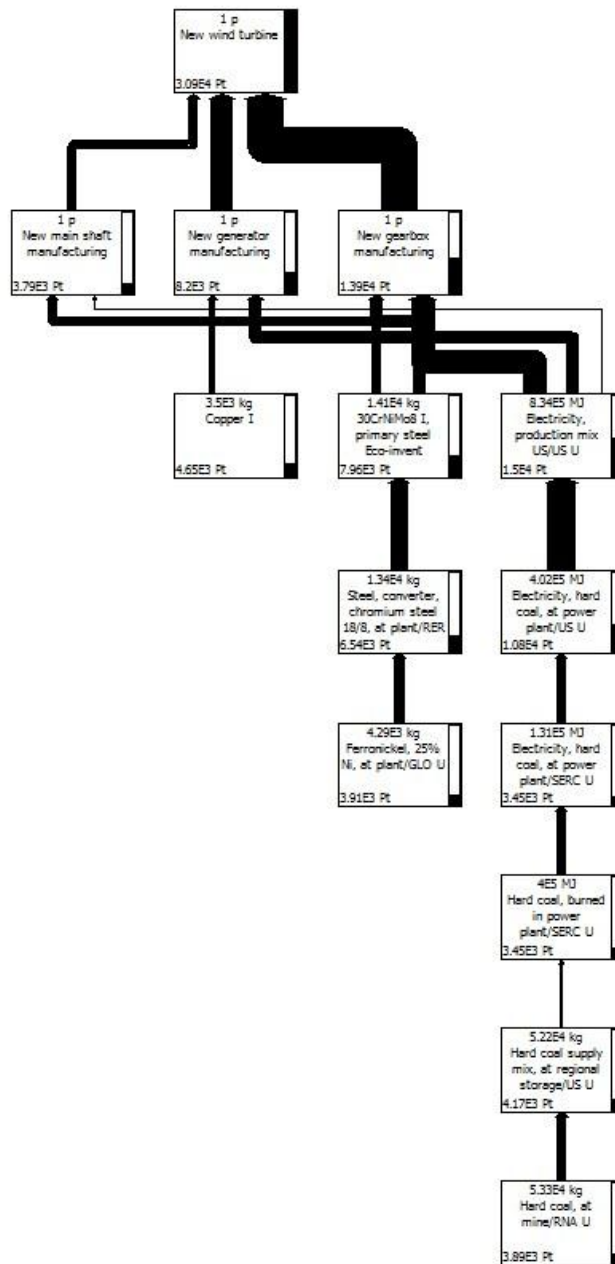 1 p
New wind turbine
3.09E4 Pt
1 p
New main shaft
manufacturing
3.79E3 Pt
1 p
New generator
manufacturing
8.2E3 Pt
1 p
New gearbox
manufacturing
1.39E4 Pt
3.5E3 kg
Copper I
4.65E3 Pt
1.41E4 kg
30CrNiMo8 I,
primary steel
Eco-invent
7.96E3 Pt
8.34E5 MJ
Electricity,
production mix
US/US U
1.5E4 Pt
1.34E4 kg
Steel, converter,
chromium steel
18/8, at plant/RER
6.54E3 Pt
4.02E5 MJ
Electricity, hard
coal, at power
plant/US U
1.08E4 Pt
4.29E3 kg
Ferronickel, 25%
Ni, at plant/GLO U
3.91E3 Pt
1.31E5 MJ
Electricity, hard
coal, at power
plant/SERC U
3.45E3 Pt
4E5 MJ
Hard coal, burned
in power
plant/SERC U
3.45E3 Pt
5.22E4 kg
Hard coal supply
mix, at regional
storage/US U
4.17E3 Pt
5.33E4 kg
Hard coal, at
mine/RNA U
3.89E3 Pt